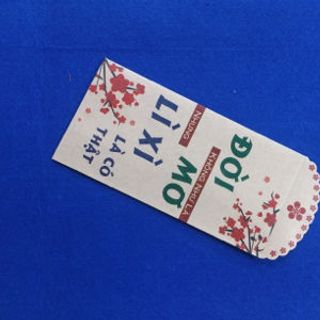 ĐỜI
KHÔNG NHƯ LÀ
MƠ
NHƯNG
LÌ XÌ
LÀ CÓ
THẬT